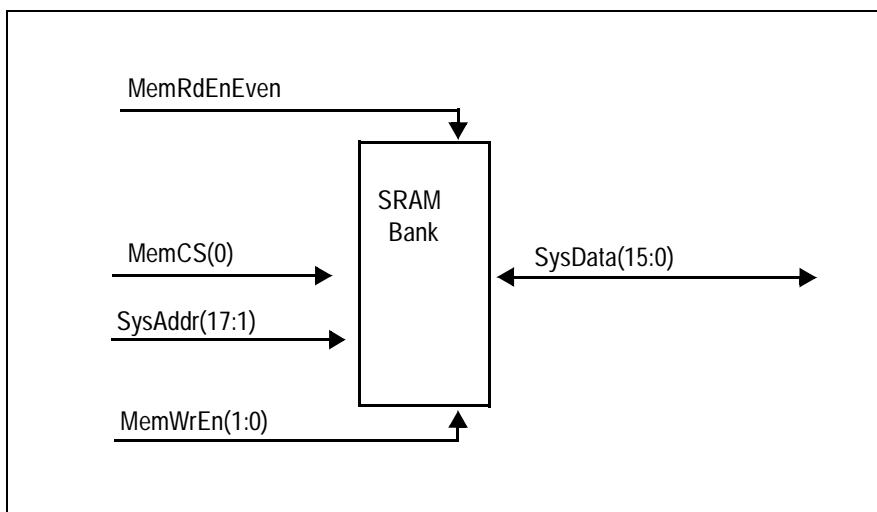 MemRdEnEven
SRAM
Bank
MemCS(0)
SysData(15:0)
SysAddr(17:1)
MemWrEn(1:0)